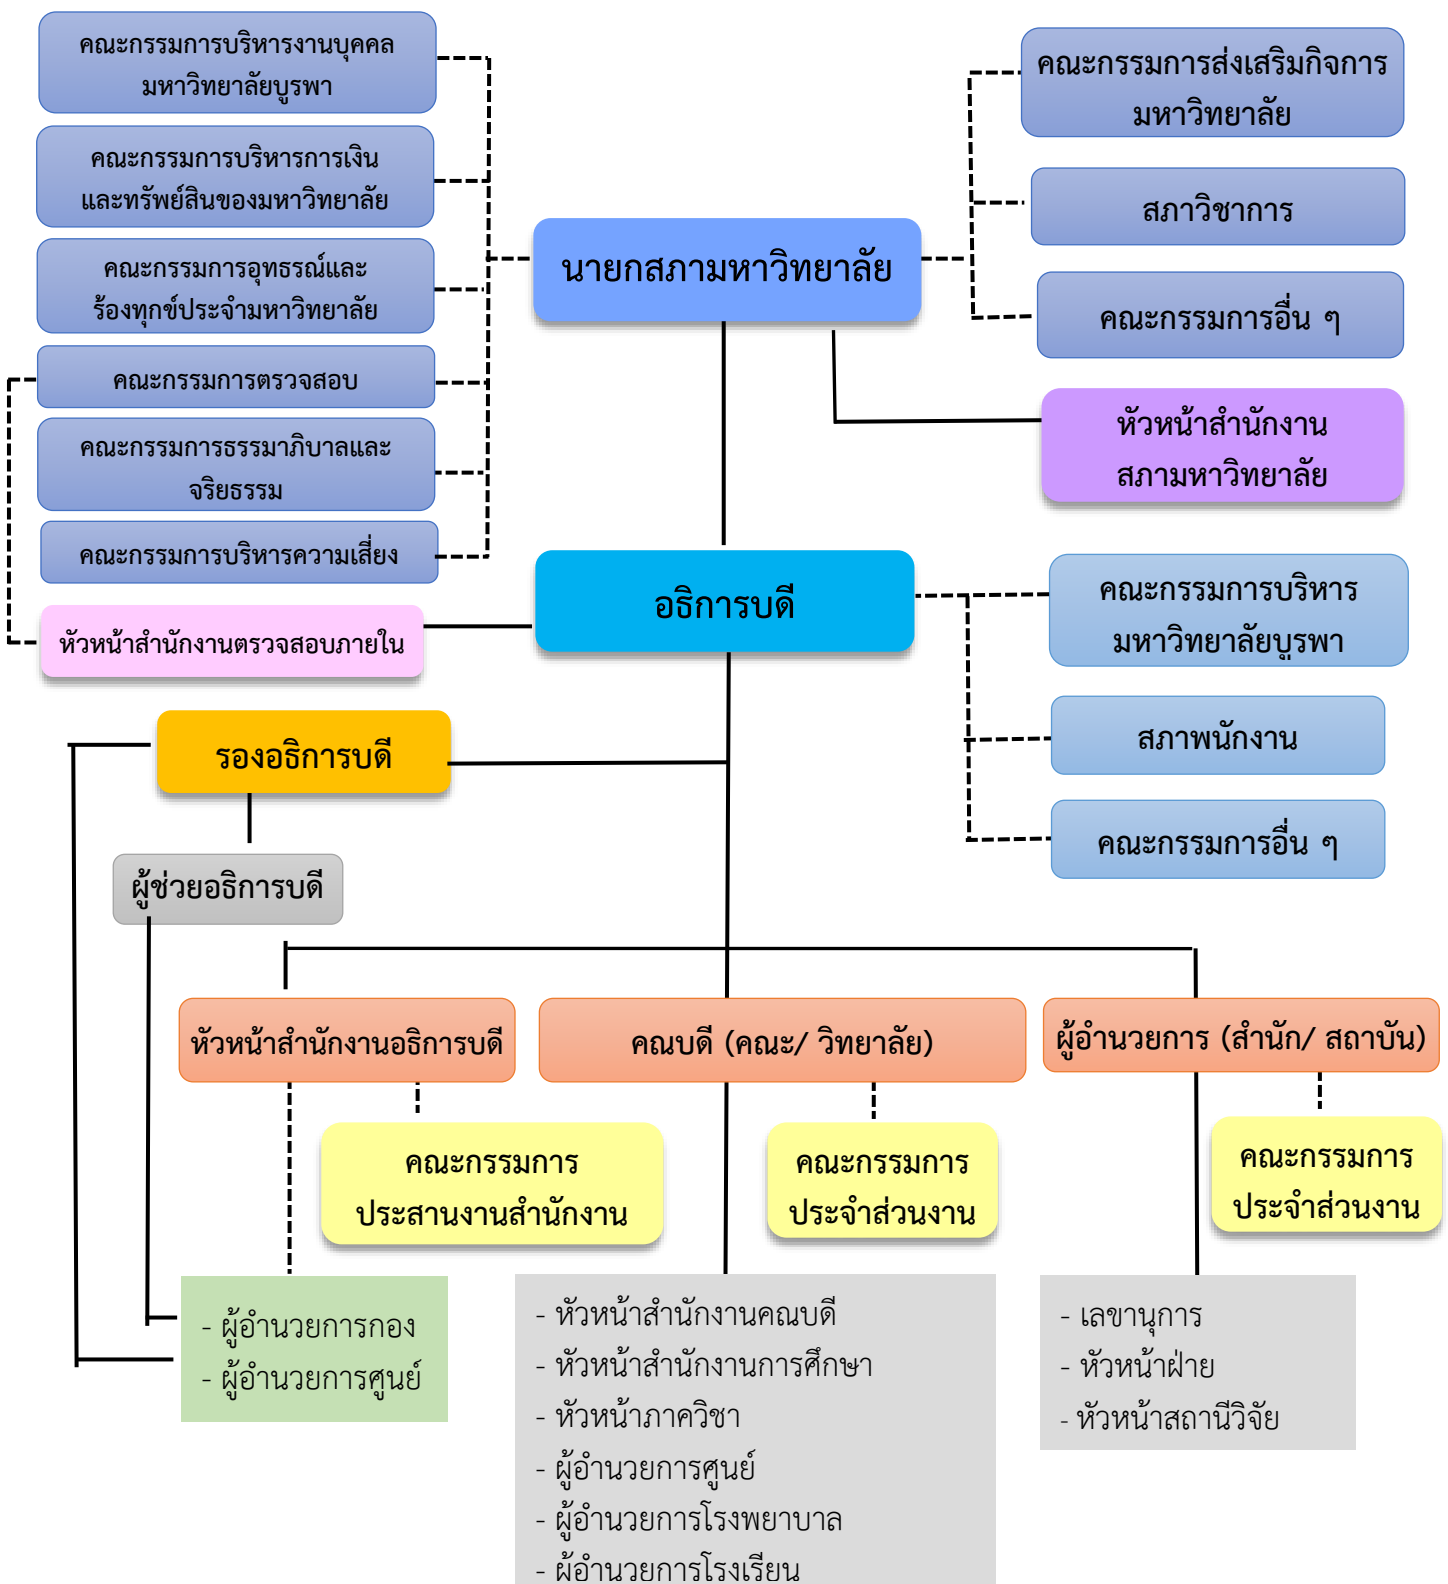 คณะกรรมการบริหารงานบุคคล
มหาวิทยาลัยบูรพา
คณะกรรมการบริหารการเงิน
และทรัพย์สินของมหาวิทยาลัย
คณะกรรมการอุทธรณ์และ
ร้องทุกข์ประจำมหาวิทยาลัย
คณะกรรมการตรวจสอบ
คณะกรรมการธรรมาภิบาลและ
จริยธรรม
คณะกรรมการบริหารความเสี่ยง
นายกสภามหาวิทยาลัย
คณะกรรมการส่งเสริมกิจการ
มหาวิทยาลัย
สภาวิชาการ
คณะกรรมการอื่น ๆ
หัวหน้าสำนักงาน
สภามหาวิทยาลัย
หัวหน้าสำนักงานตรวจสอบภายใน
อธิการบดี
คณะกรรมการบริหาร
มหาวิทยาลัยบูรพา
สภาพนักงาน
คณะกรรมการอื่น ๆ
รองอธิการบดี
ผู้ช่วยอธิการบดี
หัวหน้าสำนักงานอธิการบดี
คณบดี (คณะ/ วิทยาลัย)
ผู้อำนวยการ (สำนัก/ สถาบัน)
คณะกรรมการ
ประสานงานสำนักงาน
คณะกรรมการ
ประจำส่วนงาน
คณะกรรมการ
ประจำส่วนงาน
- ผู้อำนวยการกอง
- ผู้อำนวยการศูนย์
- หัวหน้าสำนักงานคณบดี
- หัวหน้าสำนักงานการศึกษา
- หัวหน้าภาควิชา
- ผู้อำนวยการศูนย์
- ผู้อำนวยการโรงพยาบาล
- ผู้อำนวยการโรงเรียน
- เลขานุการ
- หัวหน้าฝ่าย
- หัวหน้าสถานีวิจัย